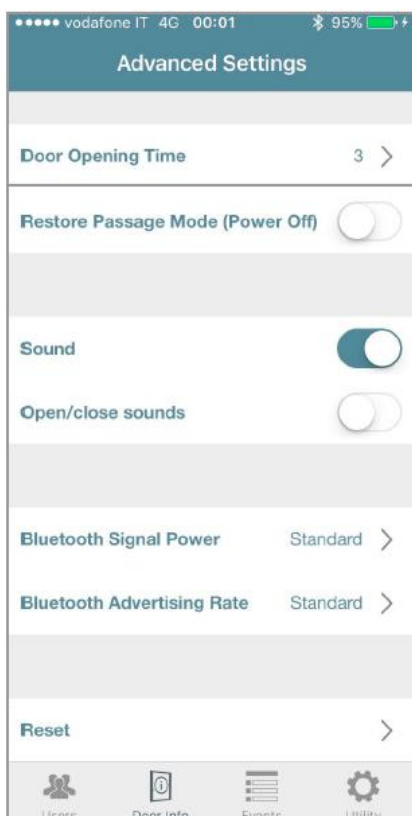 vodafone IT 4G 00:01 95%
Advanced Settings
Door Opening Time 3
Restore Passage Mode (Power Off)
Sound
Open/close sounds
Bluetooth Signal Power Standard
Bluetooth Advertising Rate Standard
Reset
Users Door Info Events Utility